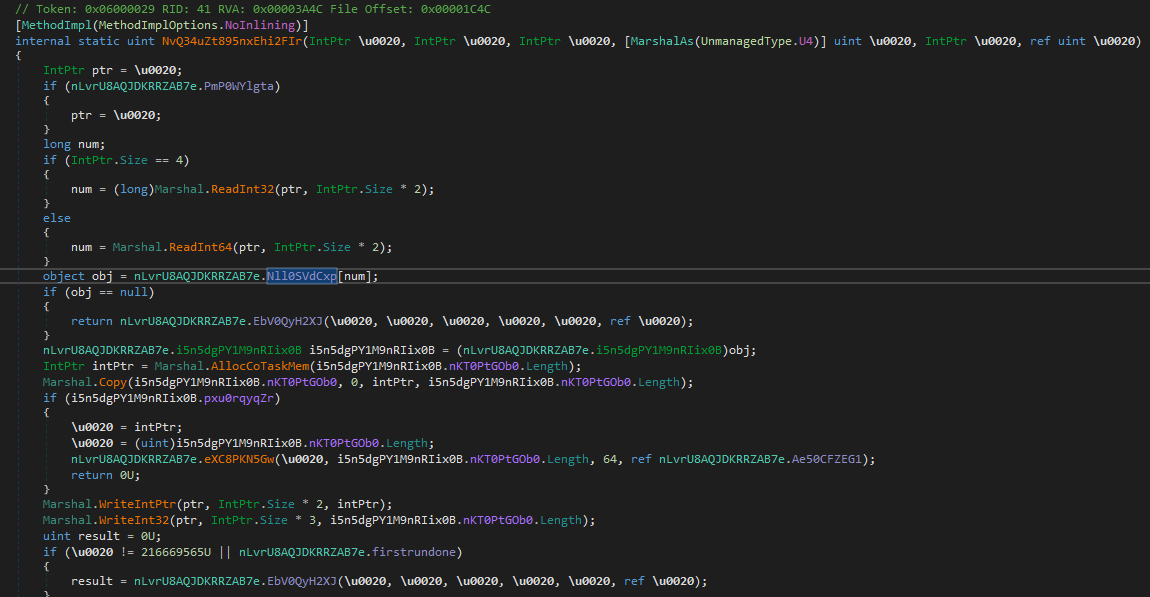 // Token: 0x06000029 RID: 41 RVA: 0x00003A4C File Offset: 0x00001C4C
[MethodImpl(MethodImplOptions.NoInlining)]
internal static uint NvQ34uZt895nxEhi2FIr(IntPtr \u0020, IntPtr \u0020, IntPtr \u0020, [MarshalAs(UnmanagedType.U4)] uint \u0020, IntPtr \u0020, ref uint \u0020)
{
IntPtr ptr = \u0020;
if (nLvrU8AQJDKRRZAB7e.PmP0WYlgta)
{
ptr = \u0020;
}
long num;
if (IntPtr.Size == 4)
{
num = (long)Marshal.ReadInt32(ptr, IntPtr.Size * 2);
}
else
{
num = Marshal.ReadInt64(ptr, IntPtr.Size * 2);
}
object obj = nLvrU8AQJDKRRZAB7e.Nll0SVdCxp[num];
if (obj == null)
{
return nLvrU8AQJDKRRZAB7e.EbV0QyH2XJ(\u0020, \u0020, \u0020, \u0020, \u0020, ref \u0020);
}
nLvrU8AQJDKRRZAB7e.i5n5dgPY1M9nRIix0B i5n5dgPY1M9nRIix0B = (nLvrU8AQJDKRRZAB7e.i5n5dgPY1M9nRIix0B)obj;
IntPtr intPtr = Marshal.AllocCoTaskMem(i5n5dgPY1M9nRIix0B.nKT0PtGOb0.Length);
Marshal.Copy(i5n5dgPY1M9nRIix0B.nKT0PtGOb0, 0, intPtr, i5n5dgPY1M9nRIix0B.nKT0PtGOb0.Length);
if (i5n5dgPY1M9nRIix0B.pxu0rqyqZr)
{
\u0020 = intPtr;
\u0020 = (uint)i5n5dgPY1M9nRIix0B.nKT0PtGOb0.Length;
nLvrU8AQJDKRRZAB7e.eXC8PKN5Gw(\u0020, i5n5dgPY1M9nRIix0B.nKT0PtGOb0.Length, 64, ref nLvrU8AQJDKRRZAB7e.Ae50CFZEG1);
return 0U;
}
Marshal.WriteIntPtr(ptr, IntPtr.Size * 2, intPtr);
Marshal.WriteInt32(ptr, IntPtr.Size * 3, i5n5dgPY1M9nRIix0B.nKT0PtGOb0.Length);
uint result = 0U;
if (\u0020 != 216669565U || nLvrU8AQJDKRRZAB7e.firstrundone)
{
result = nLvrU8AQJDKRRZAB7e.EbV0QyH2XJ(\u0020, \u0020, \u0020, \u0020, \u0020, ref \u0020);
}